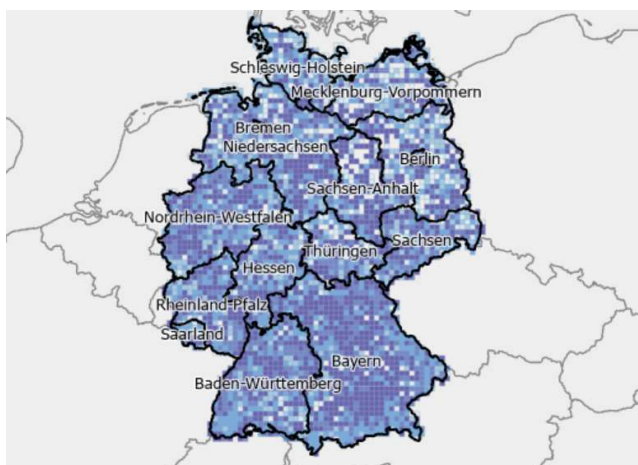 Schleswig-Holstein
Mecklenburg-Vorpommern
Bremen
Niedersachsen
Berlin
Sachsen-Anhalt
Nordrhein-Westfalen
Sachsen
Thüringen
Hessen
Rheinland-Pfalz
Saarland
Bayern
Baden-Württemberg